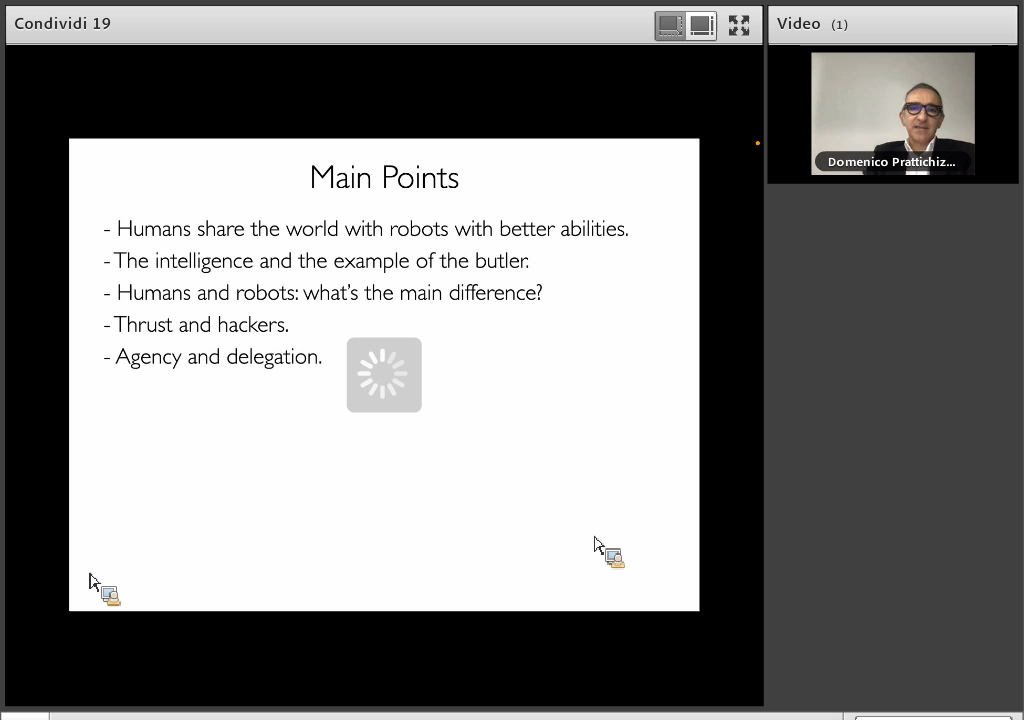 Condividi 19
Video (1)
Domenico Prattichiz...
Main Points
- Humans share the world with robots with better abilities.
- The intelligence and the example of the butler.
- Humans and robots: what's the main difference?
- Thrust and hackers.
- Agency and delegation.